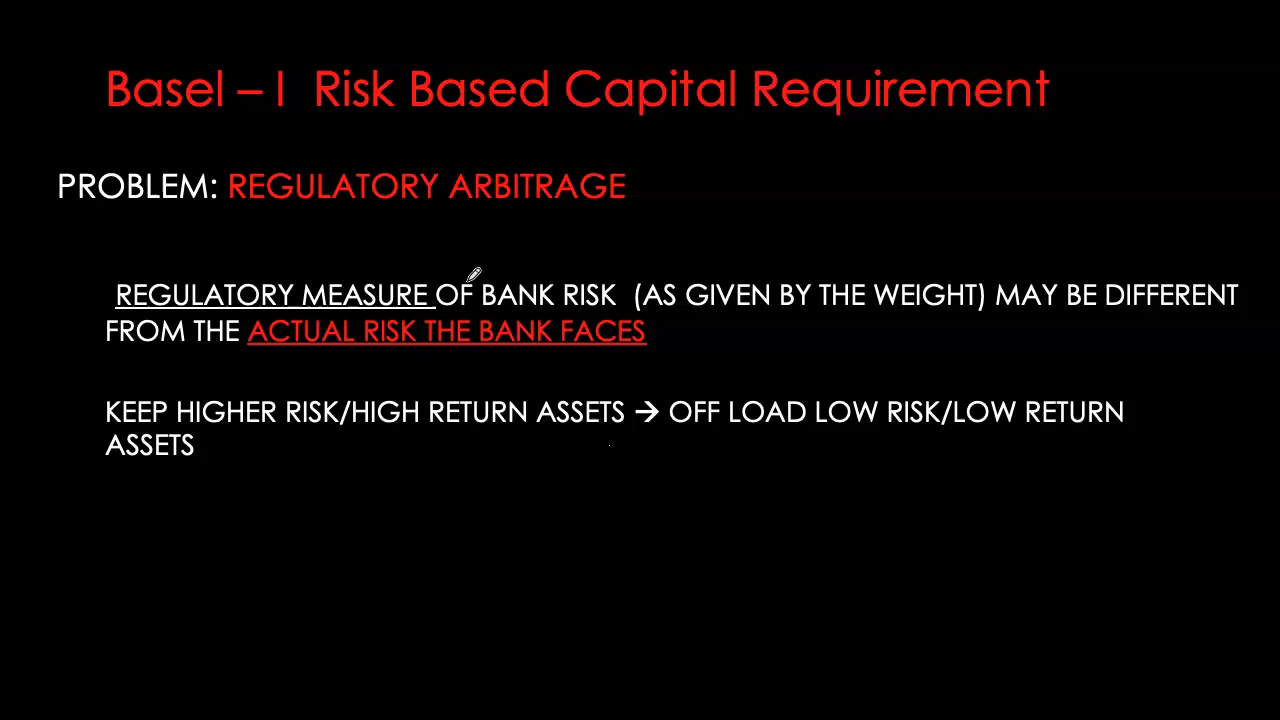 Basel – I Risk Based Capital Requirement
PROBLEM: REGULATORY ARBITRAGE
REGULATORY MEASURE OF BANK RISK (AS GIVEN BY THE WEIGHT) MAY BE DIFFERENT
FROM THE ACTUAL RISK THE BANK FACES
KEEP HIGHER RISK/HIGH RETURN ASSETS → OFF LOAD LOW RISK/LOW RETURN
ASSETS